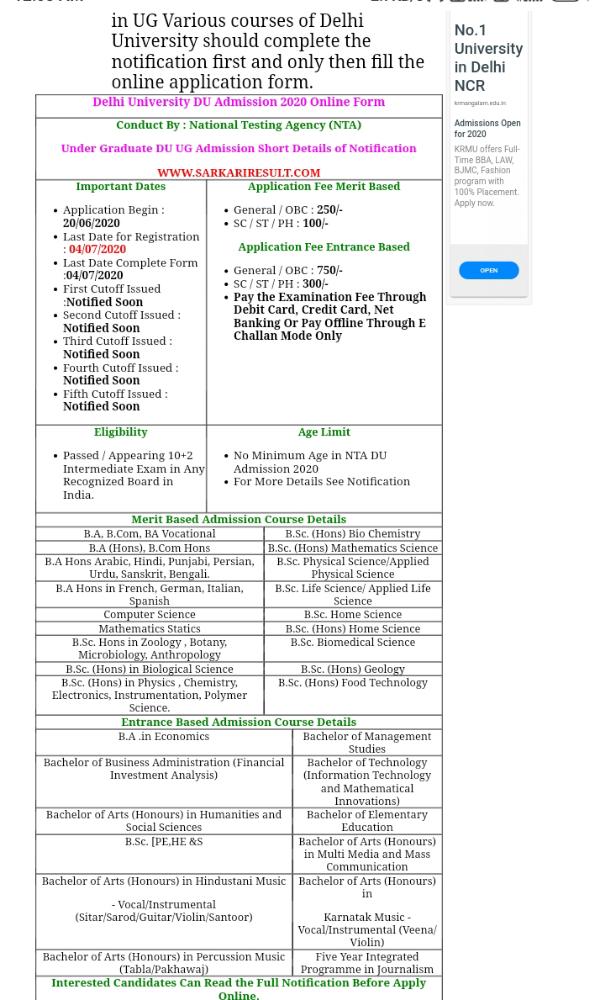 in UG Various courses of Delhi
University should complete the
notification first and only then fill the
online application form.
Delhi University DU Admission 2020 Online Form
Conduct By : National Testing Agency (NTA)
Under Graduate DU UG Admission Short Details of Notification
WWW.SARKARIRESULT.COM
Important Dates
• Application Begin :
20/06/2020
• Last Date for Registration
: 04/07/2020
• Last Date Complete Form
:04/07/2020
• First Cutoff Issued
:Notified Soon
• Second Cutoff Issued :
Notified Soon
• Third Cutoff Issued :
Notified Soon
• Fourth Cutoff Issued :
Notified Soon
• Fifth Cutoff Issued :
Notified Soon
Application Fee Merit Based
• General / OBC : 250/-
• SC / ST / PH : 100/-
Application Fee Entrance Based
• General / OBC : 750/-
• SC / ST / PH : 300/-
• Pay the Examination Fee Through
Debit Card, Credit Card, Net
Banking Or Pay Offline Through E
Challan Mode Only
Eligibility
• Passed / Appearing 10+2
Intermediate Exam in Any
Recognized Board in
India.
Age Limit
• No Minimum Age in NTA DU
Admission 2020
• For More Details See Notification
Merit Based Admission Course Details
B.A, B.Com, BA Vocational
B.Sc. (Hons) Bio Chemistry
B.A (Hons), B.Com Hons
B.Sc. (Hons) Mathematics Science
B.A Hons Arabic, Hindi, Punjabi, Persian,
Urdu, Sanskrit, Bengali.
B.Sc. Physical Science/Applied
Physical Science
B.A Hons in French, German, Italian,
Spanish
B.Sc. Life Science/ Applied Life
Science
Computer Science
B.Sc. Home Science
Mathematics Statics
B.Sc. (Hons) Home Science
B.Sc. Hons in Zoology , Botany,
Microbiology, Anthropology
B.Sc. Biomedical Science
B.Sc. (Hons) in Biological Science
B.Sc. (Hons) Geology
B.Sc. (Hons) in Physics , Chemistry,
Electronics, Instrumentation, Polymer
Science.
B.Sc. (Hons) Food Technology
Entrance Based Admission Course Details
B.A .in Economics
Bachelor of Management
Studies
Bachelor of Business Administration (Financial
Investment Analysis)
Bachelor of Technology
(Information Technology
and Mathematical
Innovations)
Bachelor of Arts (Honours) in Humanities and
Social Sciences
Bachelor of Elementary
Education
B.Sc. [PE,HE &S
Bachelor of Arts (Honours)
in Multi Media and Mass
Communication
Bachelor of Arts (Honours) in Hindustani Music
- Vocal/Instrumental
(Sitar/Sarod/Guitar/Violin/Santoor)
Bachelor of Arts (Honours)
in
Karnatak Music -
Vocal/Instrumental (Veena/
Violin)
Bachelor of Arts (Honours) in Percussion Music
(Tabla/Pakhawaj)
Five Year Integrated
Programme in Journalism
Interested Candidates Can Read the Full Notification Before Apply
Online.
No.1
University
in Delhi
NCR
krmangalam.edu.in
Admissions Open
for 2020
KRMU offers Full-
Time BBA, LAW,
BJMC, Fashion
program with
100% Placement.
Apply now.
OPEN